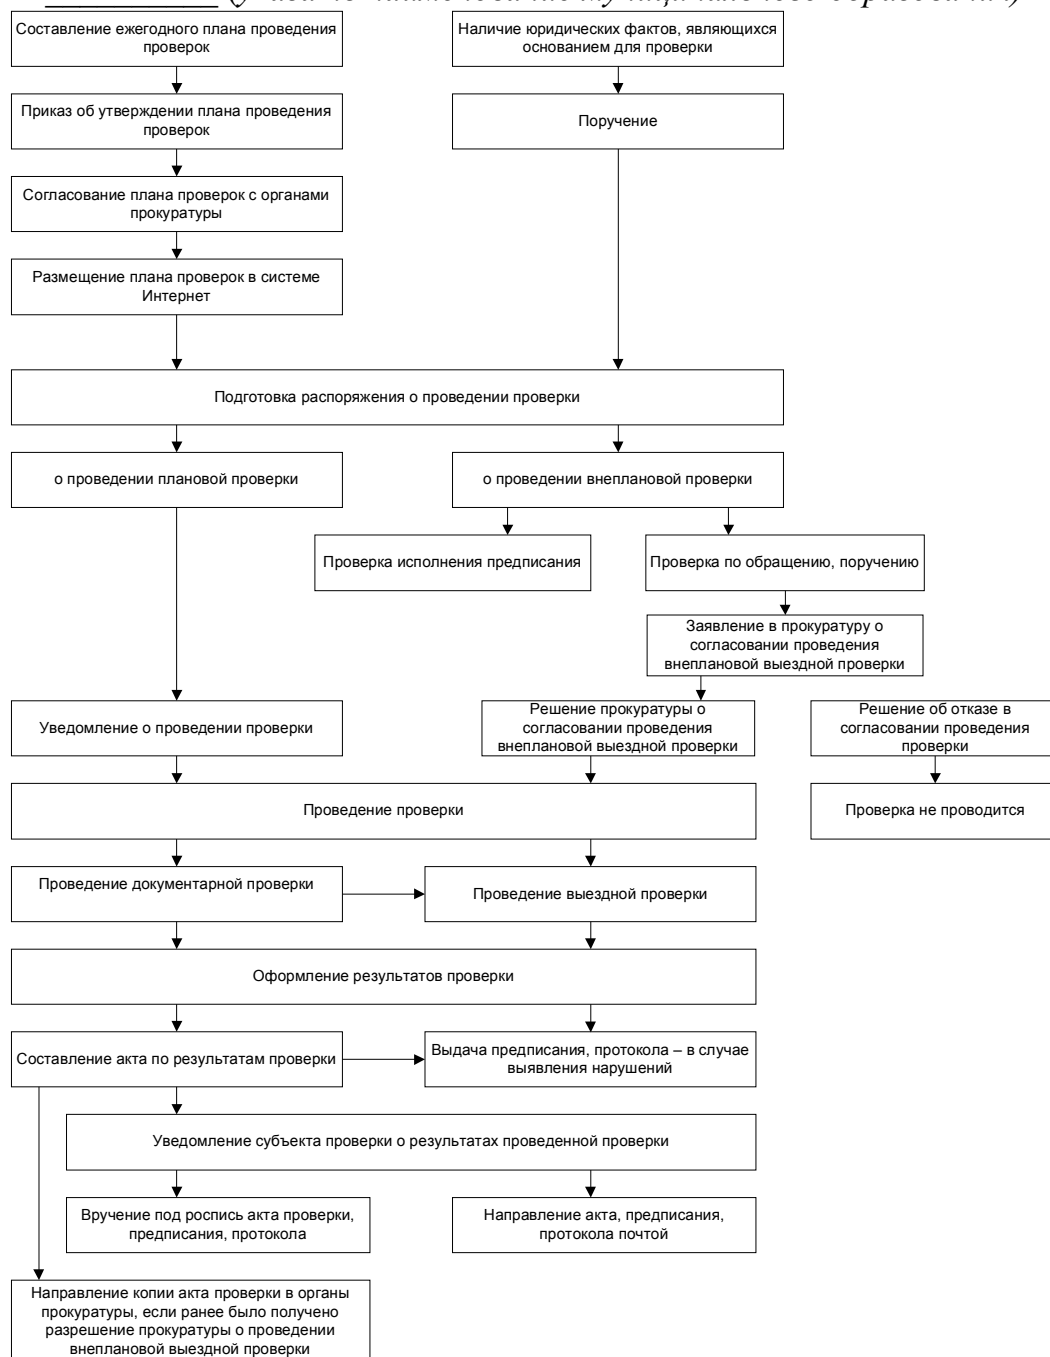 Составление ежегодного плана проведения
проверок
Наличие юридических фактов, являющихся
основанием для проверки
Приказ об утверждении плана проведения
проверок
Поручение
Согласование плана проверок с органами
прокуратуры
Размещение плана проверок в системе
Интернет
Подготовка распоряжения о проведении проверки
о проведении плановой проверки
о проведении внеплановой проверки
Проверка исполнения предписания
Проверка по обращению, поручению
Заявление в прокуратуру о
согласовании проведения
внеплановой выездной проверки
Уведомление о проведении проверки
Решение прокуратуры о
согласовании проведения
внеплановой выездной проверки
Решение об отказе в
согласовании проведения
проверки
Проведение проверки
Проверка не проводится
Проведение документарной проверки
Проведение выездной проверки
Оформление результатов проверки
Составление акта по результатам проверки
Выдача предписания, протокола – в случае
выявления нарушений
Уведомление субъекта проверки о результатах проведенной проверки
Вручение под роспись акта проверки,
предписания, протокола
Направление акта, предписания,
протокола почтой
Направление копии акта проверки в органы
прокуратуры, если ранее было получено
разрешение прокуратуры о проведении
внеплановой выездной проверки